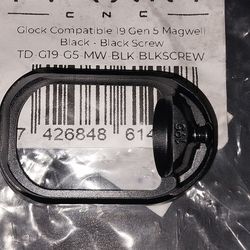 CNC
Glock Compatible 19 Gen 5 Magwell
Black - Black Screw
TD-G19-G5-MW-BLK-BLKSCREW
7 426848 614